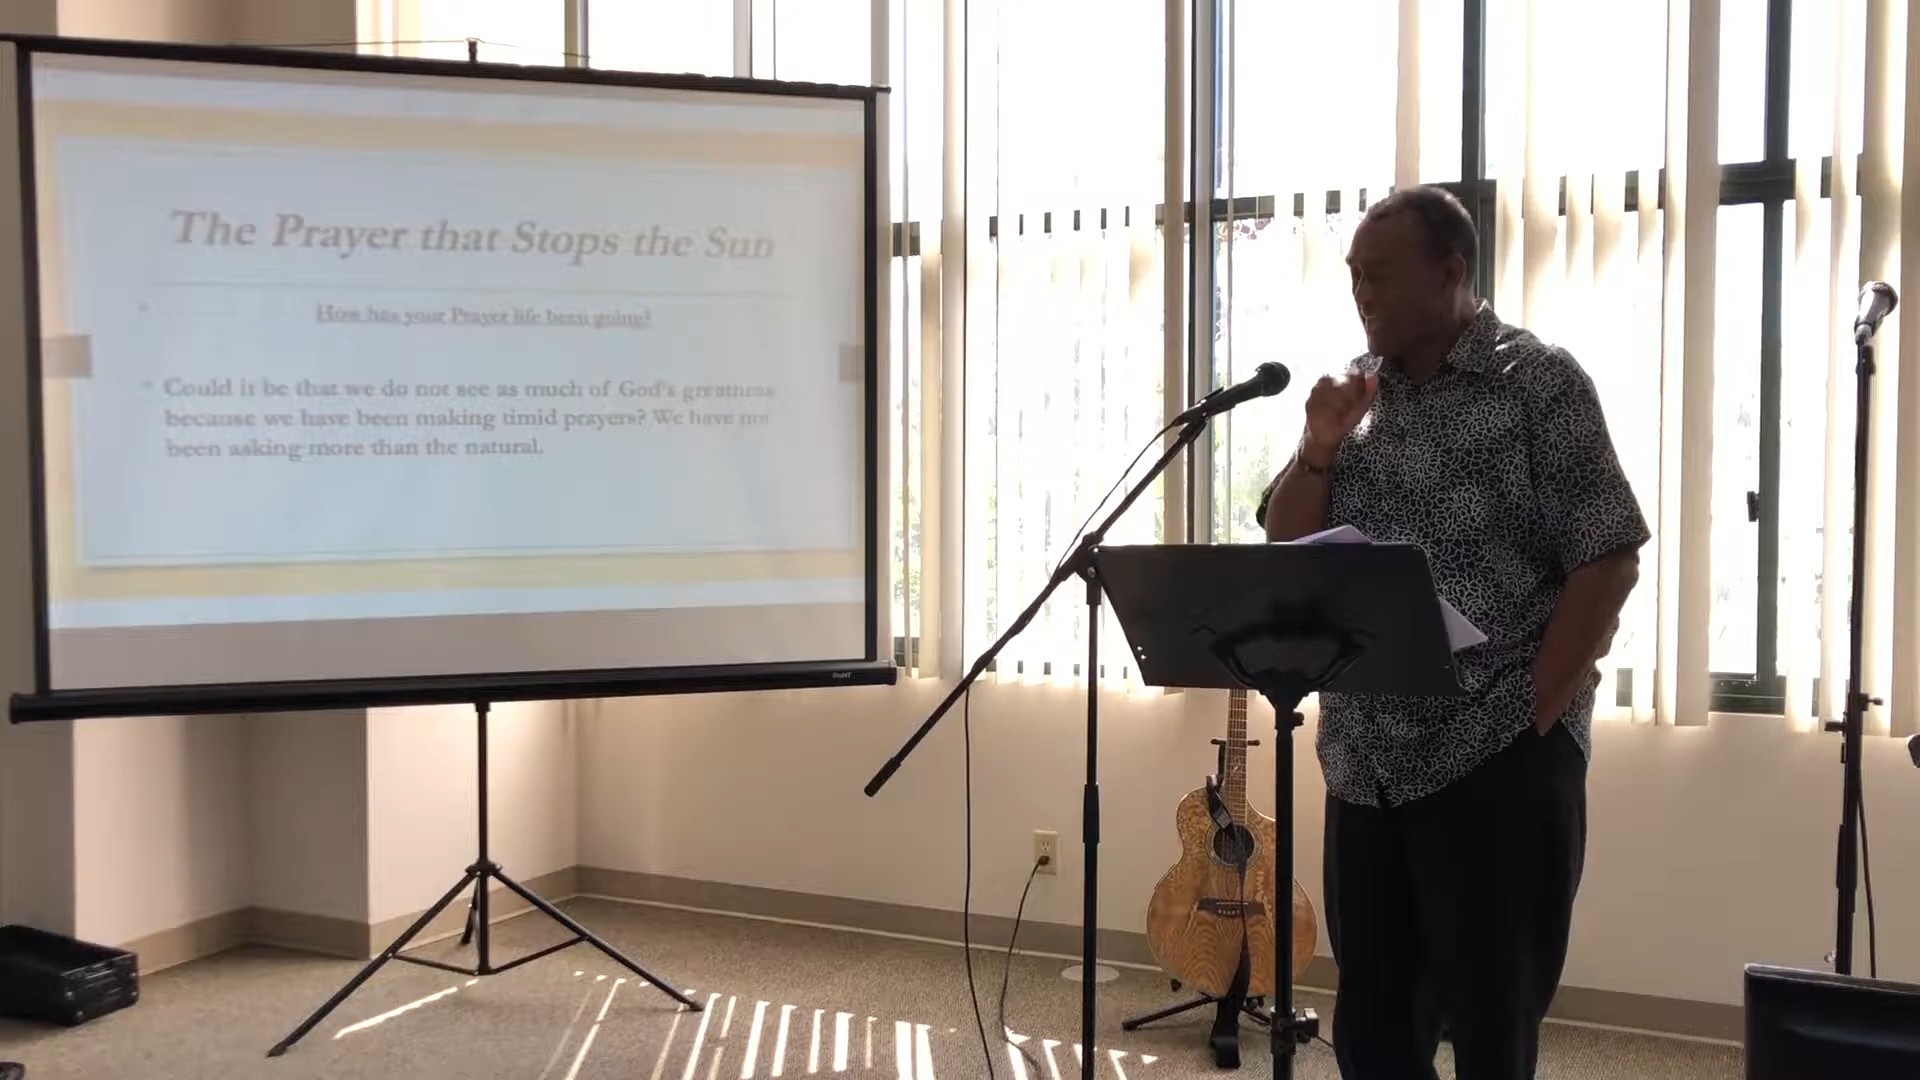 The Prayer that Stops the Sun
How has your Prayer life been going?
Could it be that we do not see as much of God's greatness
because we have been making timid prayers? We have not
been asking more than the natural.